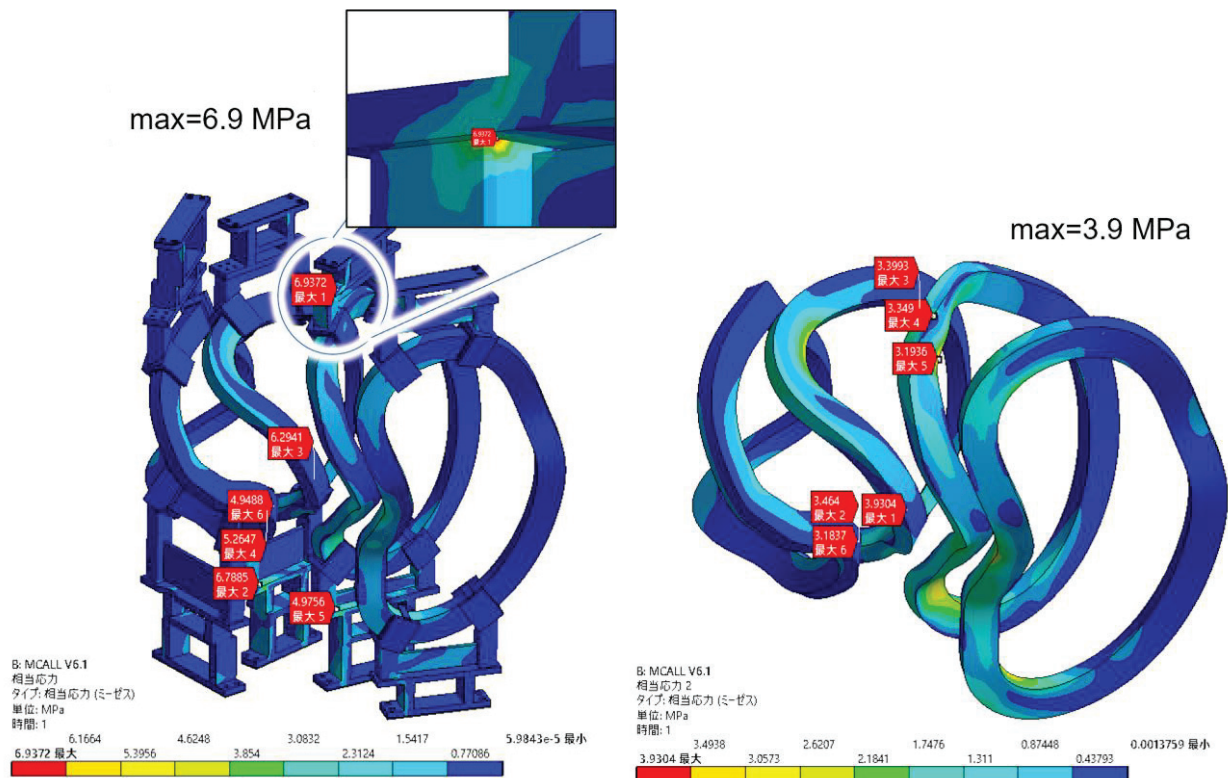 max=6.9 MPa
6.9372
最大 1
6.9372
最大 1
6.2941
最大 3
4.9488
最大 6
5.2647
最大 4
6.7885
最大 2
4.9756
最大 5
B: MCALL V6.1
相当応力
タイプ: 相当応力 (ミーゼス)
単位: MPa
時間: 1
6.1664 4.6248 3.0832 1.5417 5.9843e-5 最小
6.9372 最大 5.3956 3.854 2.3124 0.77086
max=3.9 MPa
3.3993
最大 3
3.349
最大 4
3.1936
最大 5
3.464
最大 2
3.9304
最大 1
3.1837
最大 6
B: MCALL V6.1
相当応力 2
タイプ: 相当応力 (ミーゼス)
単位: MPa
時間: 1
3.4938 2.6207 1.7476 0.87448 0.0013759 最小
3.9304 最大 3.0573 2.1841 1.311 0.43793